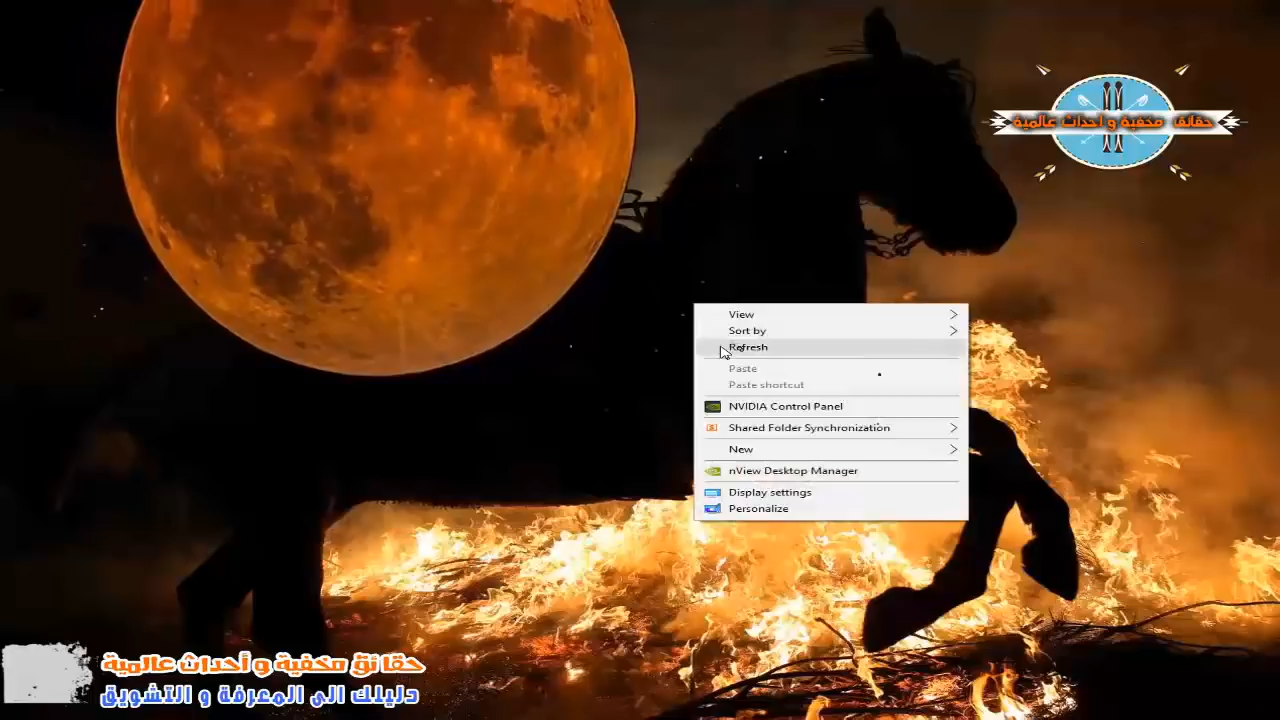 حقائق مخفية و أحداث عالمية
View
Sort by
Refresh
Paste
Paste shortcut
NVIDIA Control Panel
Shared Folder Synchronization
New
nView Desktop Manager
Display settings
Personalize
حقائق مخفية و أحداث عالمية
دليلك الى المعرفة و التشويق